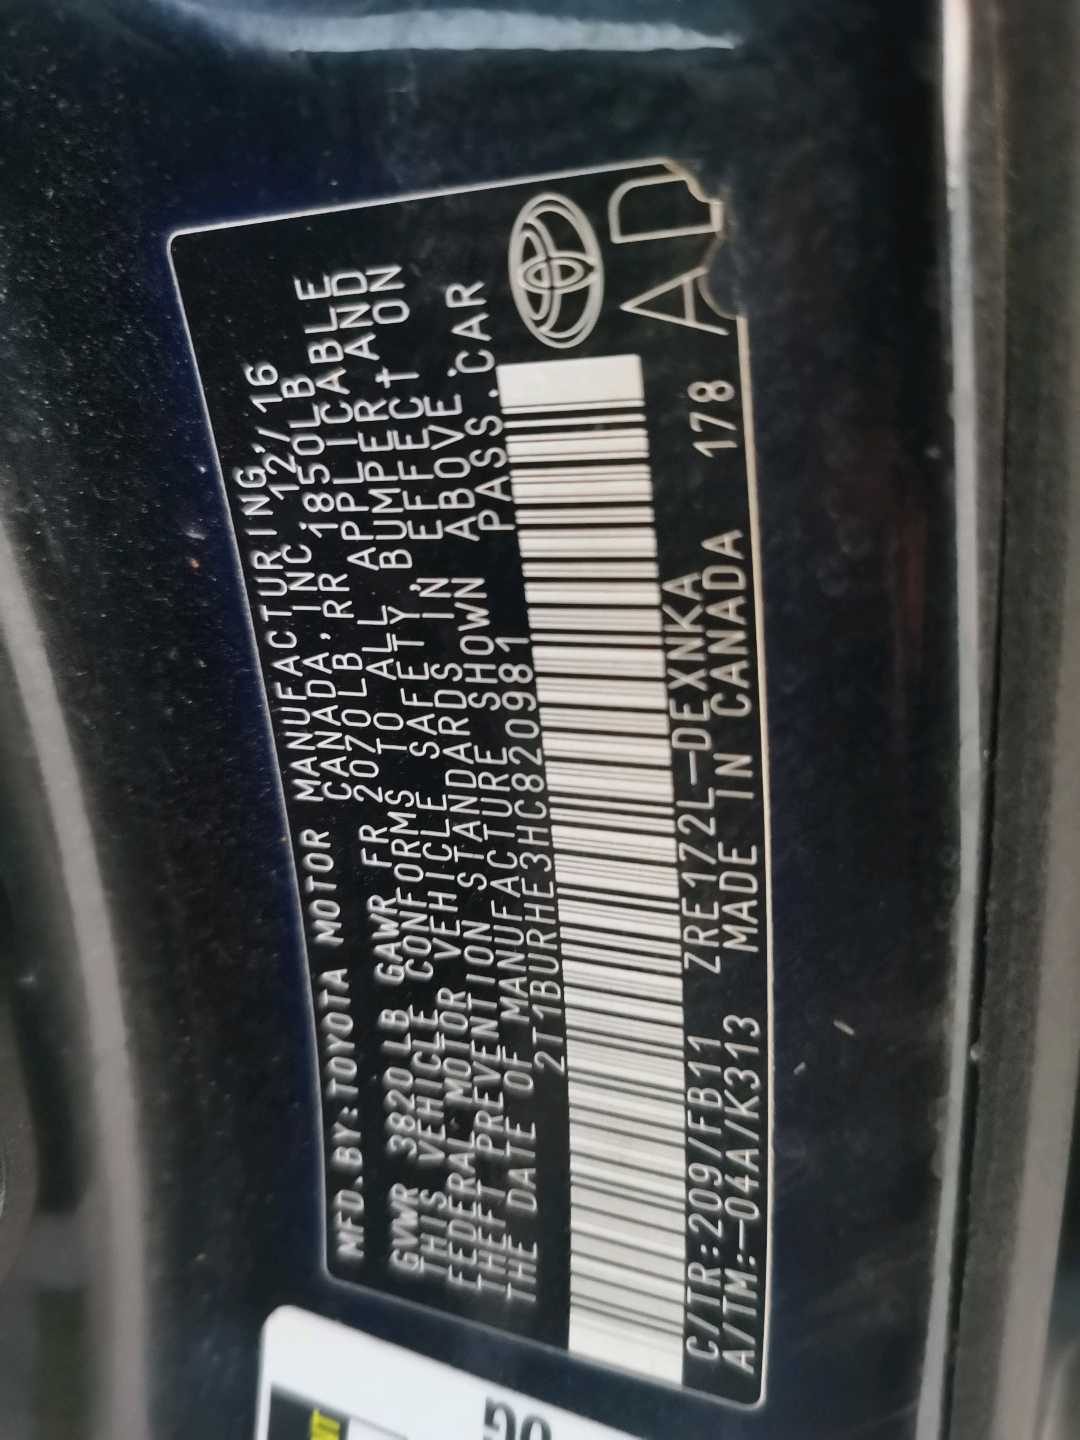 MFD.BY:TOYOTA MOTOR MANUFACTURING,
CANADA, INC. 12/16
GVWR 3820LB GAWR FR 2070LB, RR 1850LB
THIS VEHICLE CONFORMS TO ALL APPLICABLE
FEDERAL MOTOR VEHICLE SAFETY, BUMPER, AND
THEFT PREVENTION STANDARDS IN EFFECT ON
THE DATE OF MANUFACTURE SHOWN ABOVE.
2T1BURHE3HC820981 PASS.CAR
C/TR:209/FB11 ZRE172L-DEXNKA
A/TM:-04A/K313 MADE IN CANADA 178
AD